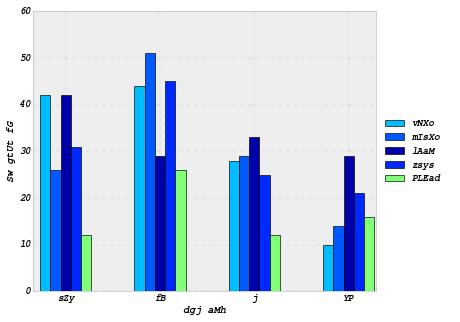 60
50
40
30
20
10
0
sw gtUt fG
sZy fB j YP
dgj aMh
vNXo
mIsXo
lAaM
zsys
PLEad